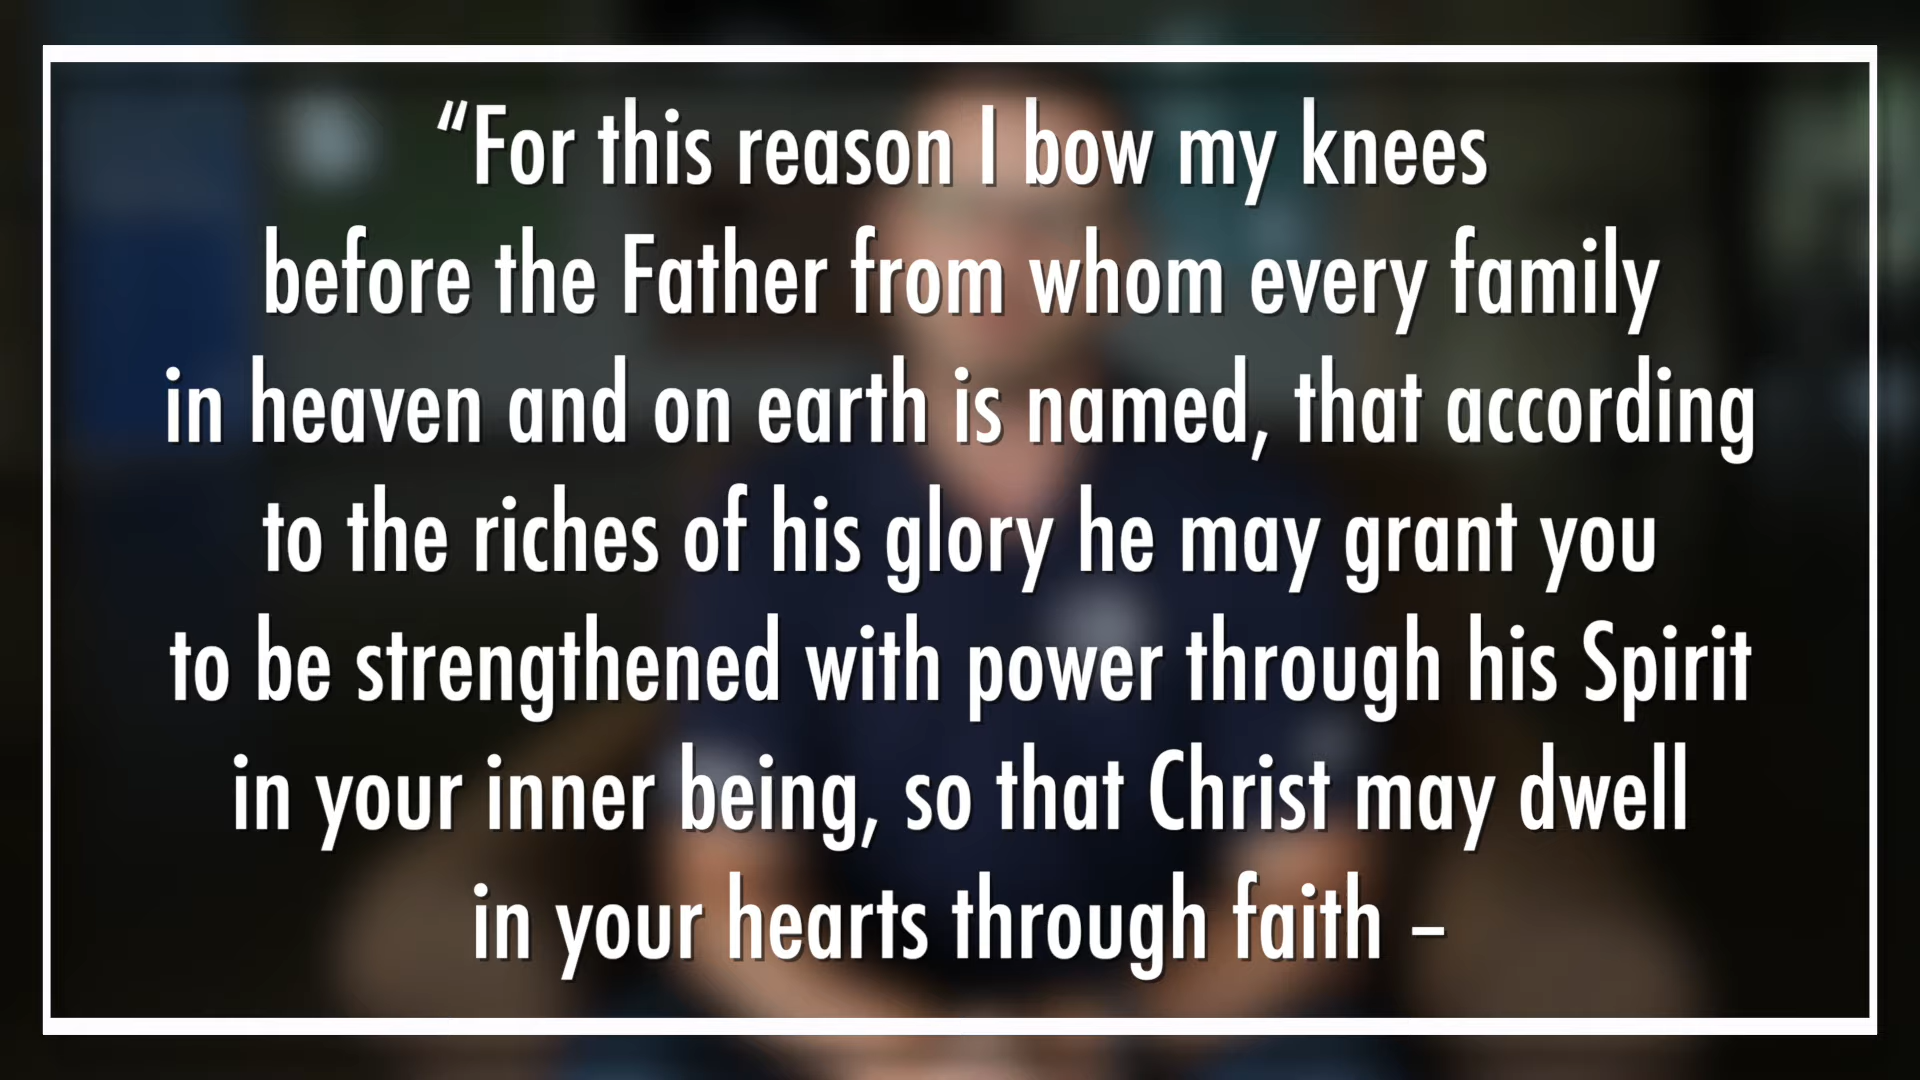 “For this reason I bow my knees
before the Father from whom every family
in heaven and on earth is named, that according
to the riches of his glory he may grant you
to be strengthened with power through his Spirit
in your inner being, so that Christ may dwell
in your hearts through faith –